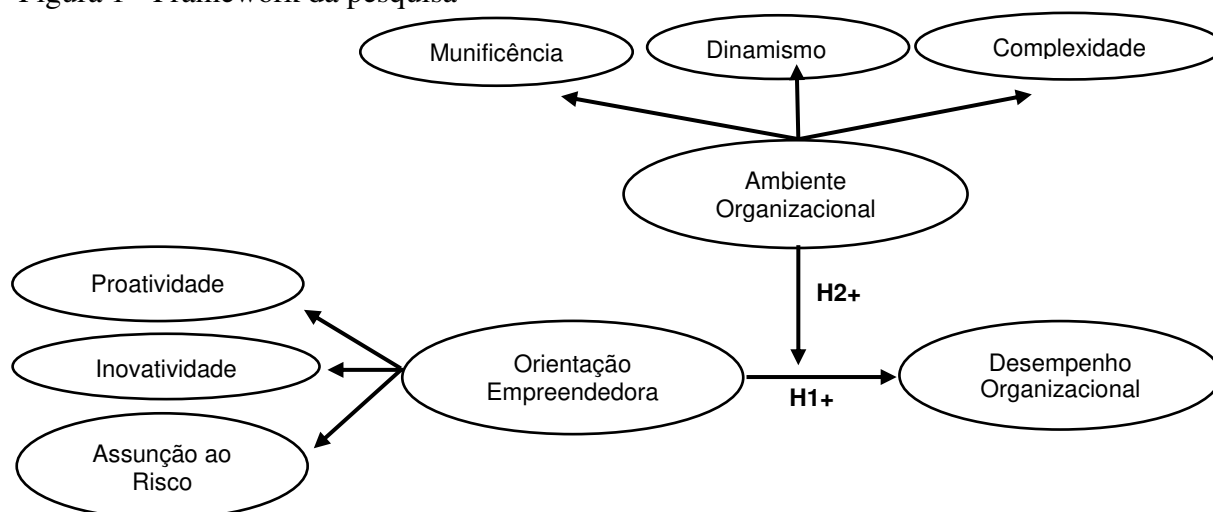 Figura 1 - Framework da pesquisa
Munificência
Dinamismo
Complexidade
Ambiente
Organizacional
Proatividade
H2+
Inovatividade
Orientação
Empreendedora
H1+
Desempenho
Organizacional
Assunção ao
Risco